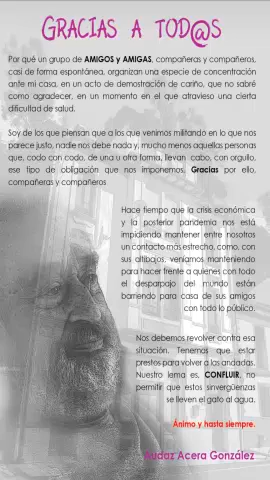 GRACIAS A TOD@S
Por qué un grupo de AMIGOS y AMIGAS, compañeras y compañeros,
casi de forma espontánea, organizan una especie de concentración
ante mi casa, en un acto de demostración de cariño, que no sabré
como agradecer, en un momento en el que atravieso una cierta
dificultad de salud.
Soy de los que piensan que a los que venimos militando en lo que nos
parece justo, nadie nos debe nada y, mucho menos aquellas personas
que, codo con codo, de una u otra forma, llevan cabo, con orgullo,
ese tipo de obligación que nos imponemos. Gracias por ello,
compañeras y compañeros
Hace tiempo que la crisis económica
y la posterior pandemia nos está
impidiendo mantener entre nosotros
un contacto más estrecho, como, con
sus altibajos, veníamos manteniendo
para hacer frente a quienes con todo
el desparpajo del mundo están
barriendo para casa de sus amigos
con todo lo público.
Nos debemos revolver contra esa
situación. Tenemos que estar
prestos para volver a las andadas.
Nuestro lema es, CONFLUIR, no
permitir que estos sinvergüenzas
se lleven el gato al agua.
Ánimo y hasta siempre.
Audaz Acera González